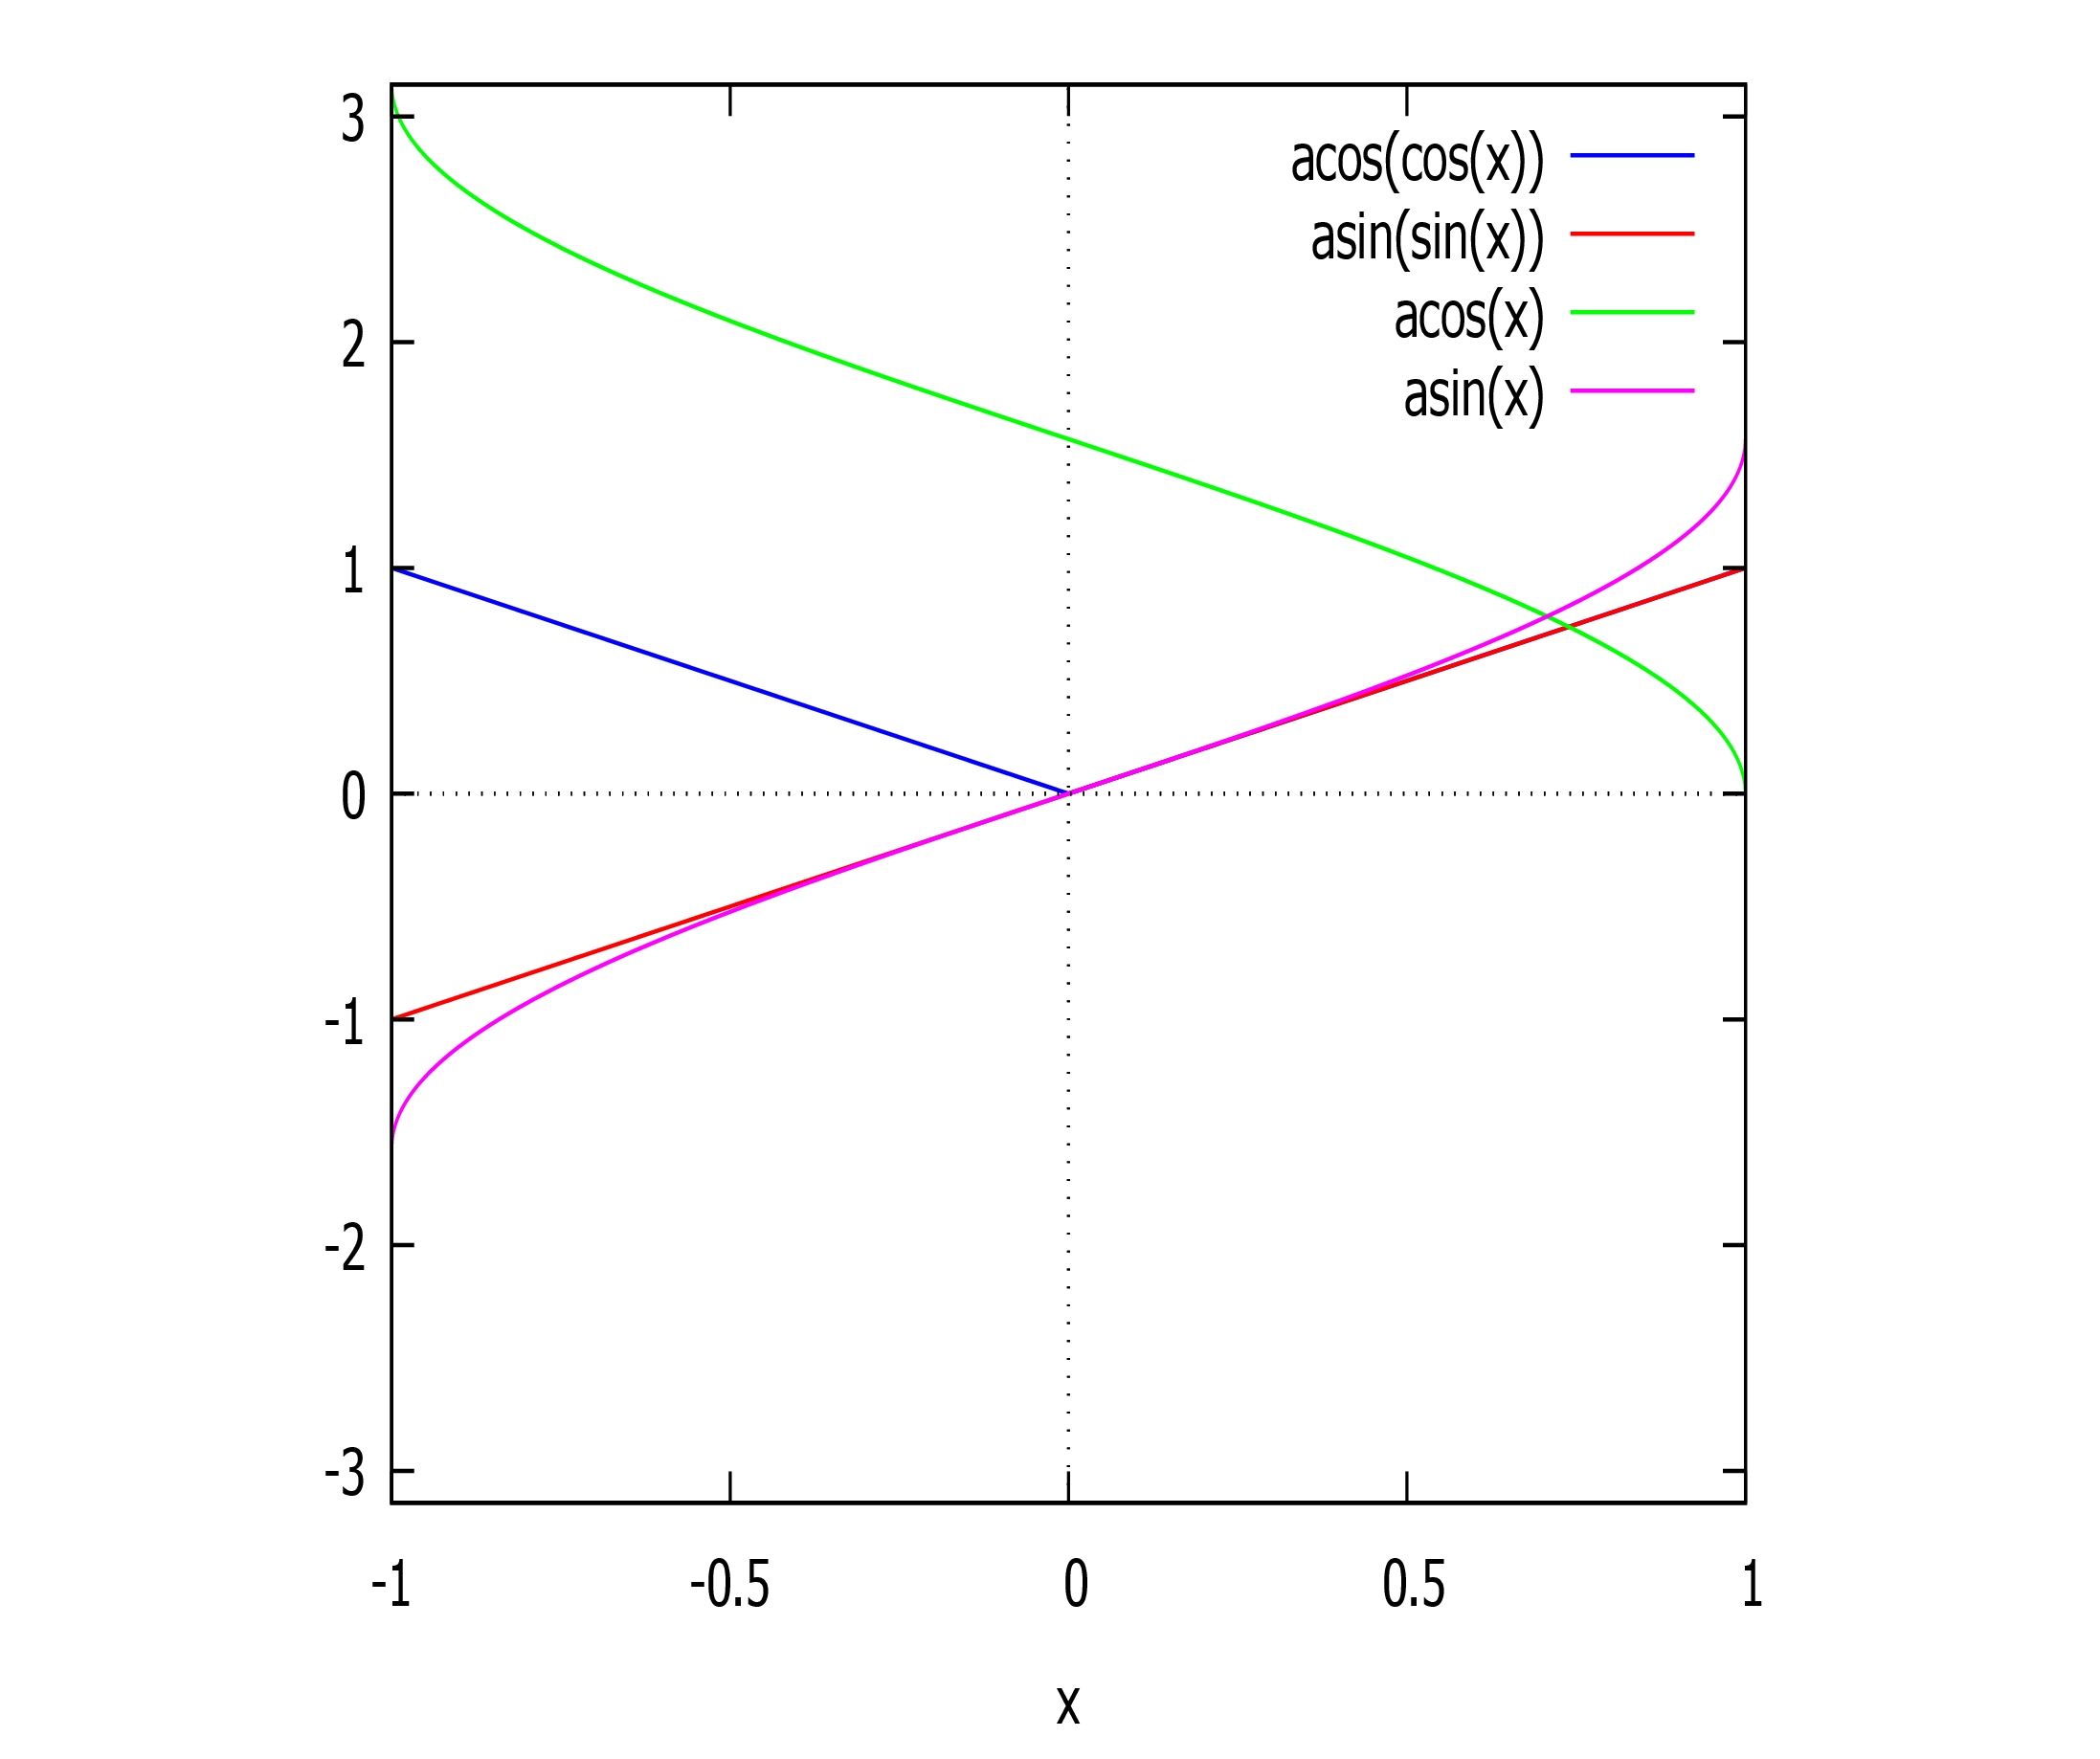 3
acos(cos(x))
asin(sin(x))
acos(x)
2
asin(x)
1
0
-1
-2
-3
-1 -0.5 0 0.5 1
x